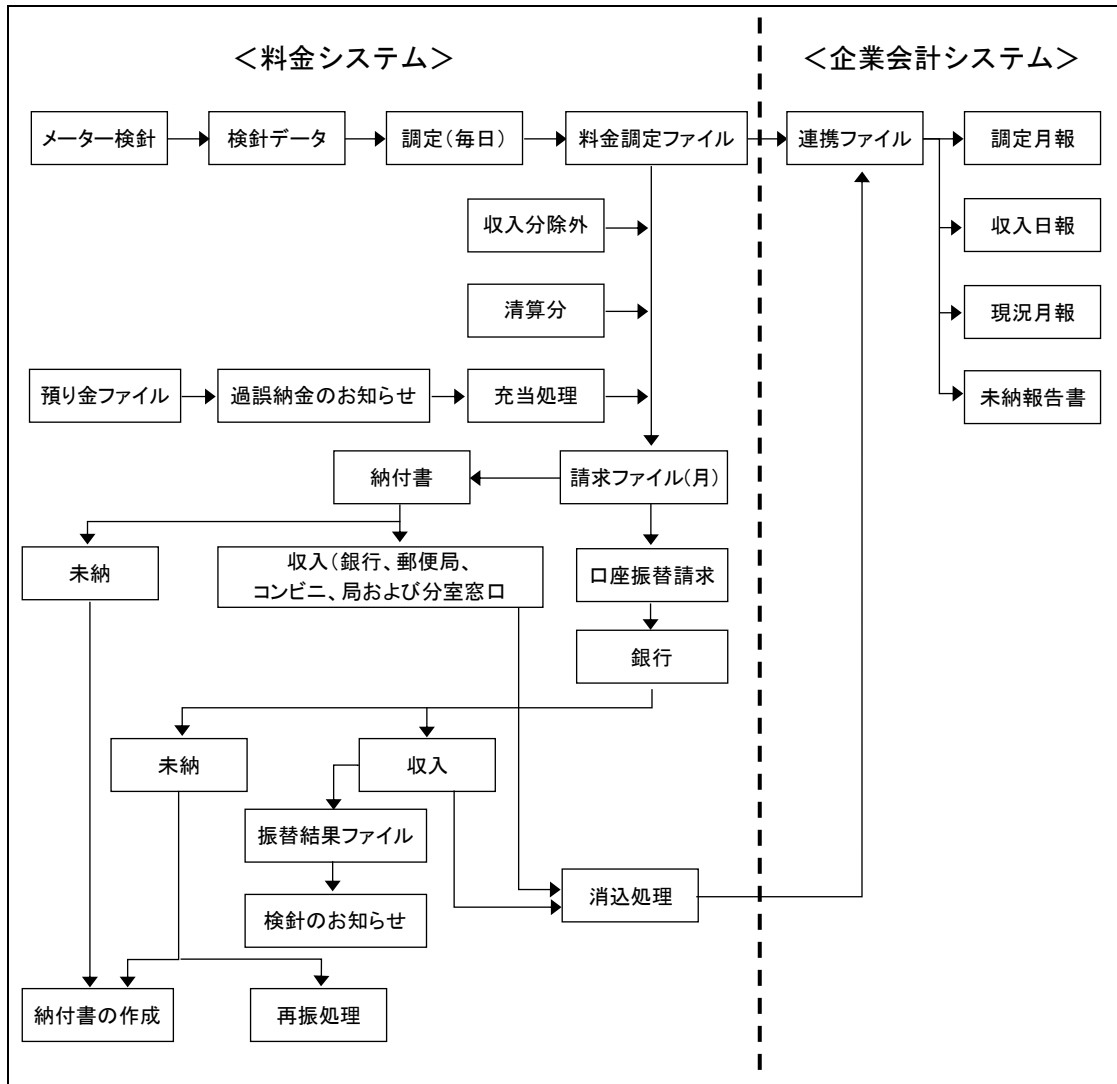 ＜料金システム＞
＜企業会計システム＞
メーター検針
検針データ
調定（毎日）
料金調定ファイル
連携ファイル
調定月報
収入分除外
収入日報
清算分
現況月報
預り金ファイル
過誤納金のお知らせ
充当処理
未納報告書
納付書
請求ファイル（月）
未納
収入（銀行、郵便局、
コンビニ、局および分室窓口
口座振替請求
銀行
未納
収入
振替結果ファイル
消込処理
検針のお知らせ
納付書の作成
再振処理